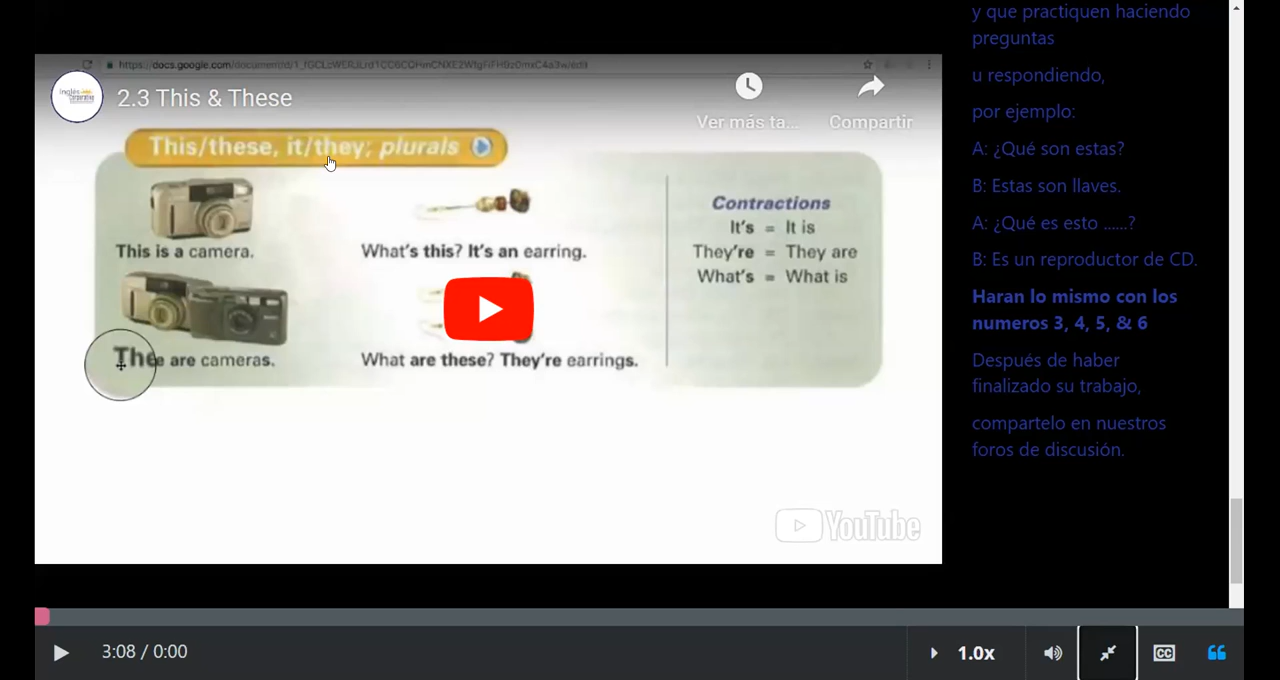 2.3 This & These
Ver más ta...
Compartir
This/these, it/they; plurals
This is a camera.
What's this? It's an earring.
The are cameras.
What are these? They're earrings.
Contractions
It's = It is
They're = They are
What's = What is
YouTube
y que practiquen haciendo
preguntas
u respondiendo,
por ejemplo:
A: ¿Qué son estas?
B: Estas son llaves.
A: ¿Qué es esto ......?
B: Es un reproductor de CD.
Haran lo mismo con los
numeros 3, 4, 5, & 6
Después de haber
finalizado su trabajo,
compartelo en nuestros
foros de discusión.
3:08 / 0:00
1.0x
CC